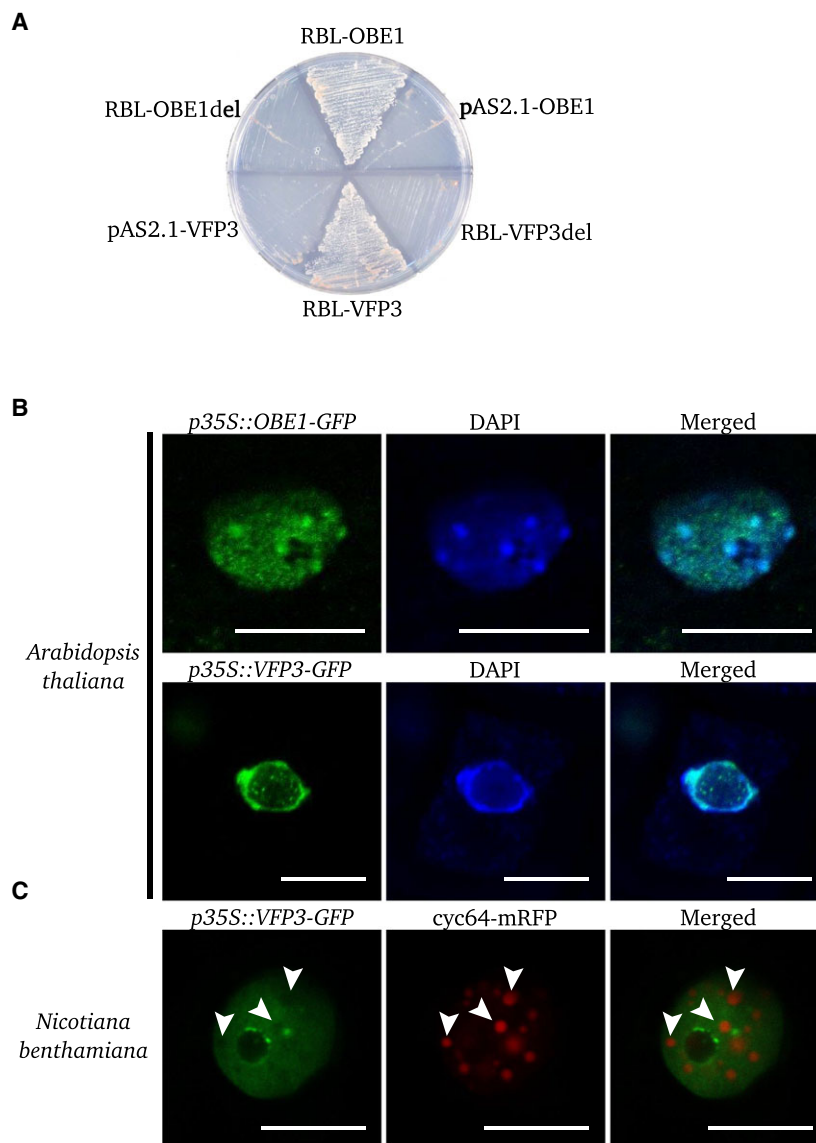 A
RBL-OBE1
RBL-OBE1del
pAS2.1-OBE1
pAS2.1-VFP3
RBL-VFP3del
RBL-VFP3
B
p35S::OBE1-GFP DAPI Merged
Arabidopsis
thaliana
p35S::VFP3-GFP DAPI Merged
C
p35S::VFP3-GFP cyc64-mRFP Merged
Nicotiana
benthamiana